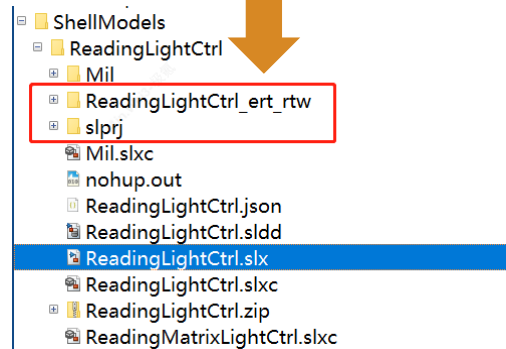 ShellModels
ReadingLightCtrl
Mil
ReadingLightCtrl_ert_rtw
slprj
Mil.slxc
nohup.out
ReadingLightCtrl.json
ReadingLightCtrl.sldd
ReadingLightCtrl.slx
ReadingLightCtrl.slxc
ReadingLightCtrl.zip
ReadingMatrixLightCtrl.slxc